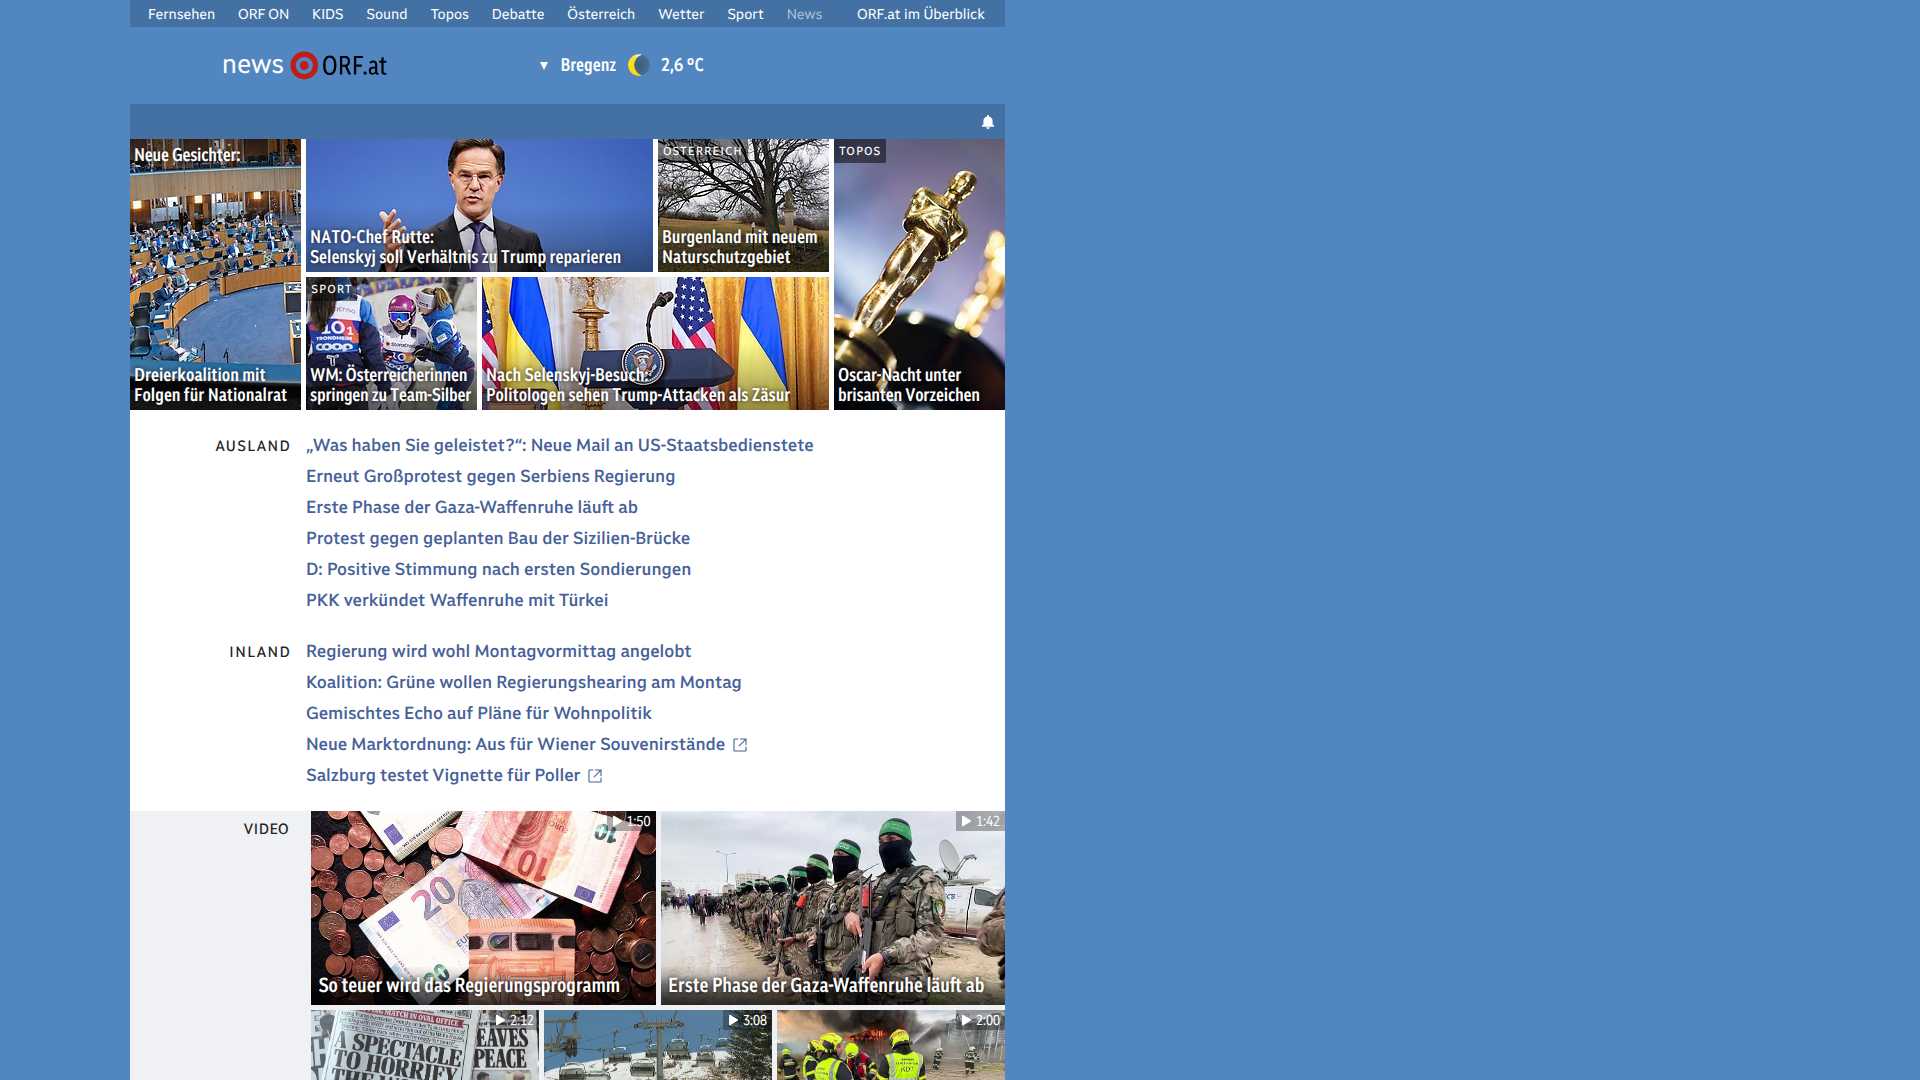 Fernsehen ORF ON KIDS Sound Topos Debatte Österreich Wetter Sport News ORF.at im Überblick
news ORF.at
Bregenz 2,6 °C
Neue Gesichter:
Dreierkoalition mit
Folgen für Nationalrat
NATO-Chef Rutte:
Selenskyj soll Verhältnis zu Trump reparieren
ÖSTERREICH
Burgenland mit neuem
Naturschutzgebiet
TOPOS
Oscar-Nacht unter
brisanten Vorzeichen
SPORT
WM: Österreicherinnen
springen zu Team-Silber
Nach Selenskyj-Besuch:
Politologen sehen Trump-Attacken als Zäsur
AUSLAND
„Was haben Sie geleistet?“: Neue Mail an US-Staatsbedienstete
Erneut Großprotest gegen Serbiens Regierung
Erste Phase der Gaza-Waffenruhe läuft ab
Protest gegen geplanten Bau der Sizilien-Brücke
D: Positive Stimmung nach ersten Sondierungen
PKK verkündet Waffenruhe mit Türkei
INLAND
Regierung wird wohl Montagvormittag angelobt
Koalition: Grüne wollen Regierungshearing am Montag
Gemischtes Echo auf Pläne für Wohnpolitik
Neue Marktordnung: Aus für Wiener Souvenirstände
Salzburg testet Vignette für Poller
VIDEO
1:50
So teuer wird das Regierungsprogramm
1:42
Erste Phase der Gaza-Waffenruhe läuft ab
2:12
A SPECTACLE
TO HORRIFY
PEACE
3:08
2:00